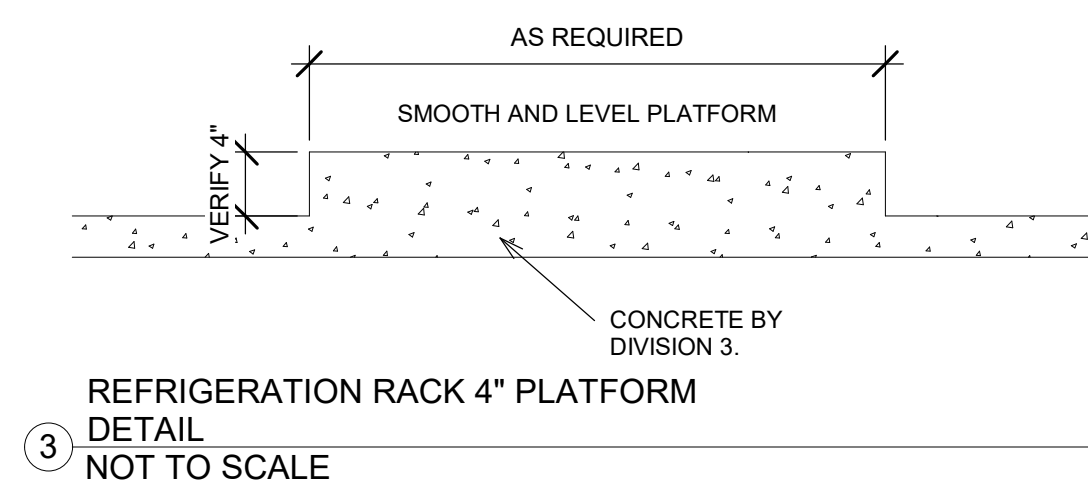 AS REQUIRED
SMOOTH AND LEVEL PLATFORM
VERIFY 4"
CONCRETE BY
DIVISION 3.
REFRIGERATION RACK 4" PLATFORM
DETAIL
3
NOT TO SCALE